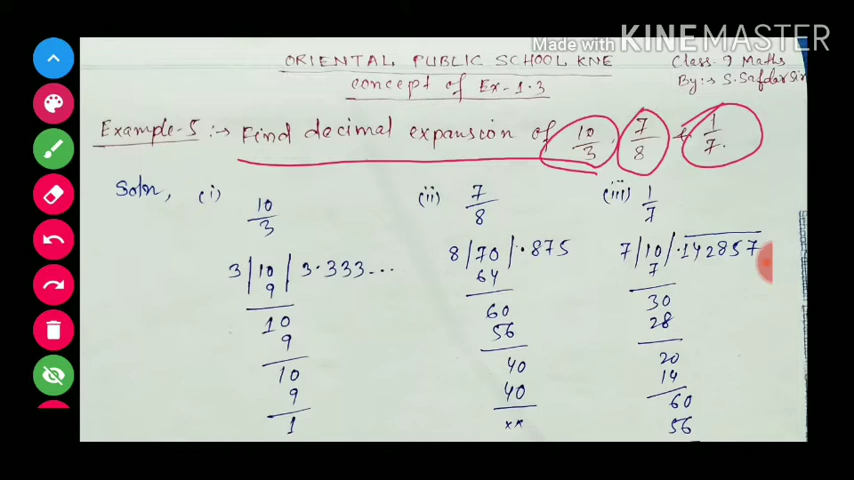 Made with KINEMASTER
ORIENTAL PUBLIC SCHOOL KNE
Class. 9 Maths
concept of Ex-1.3
By:-> S. Safdar Sir
Example-5 :-> Find decimal expansion of 10/3, 7/8 & 1/7.
Soln, (i) 10/3 (ii) 7/8 (iii) 1/7
3|10|3.333... 8|70|.875 7|10|.142857
9 64 7
10 60 30
9 56 28
10 40 20
9 40 14
1 xx 60
56